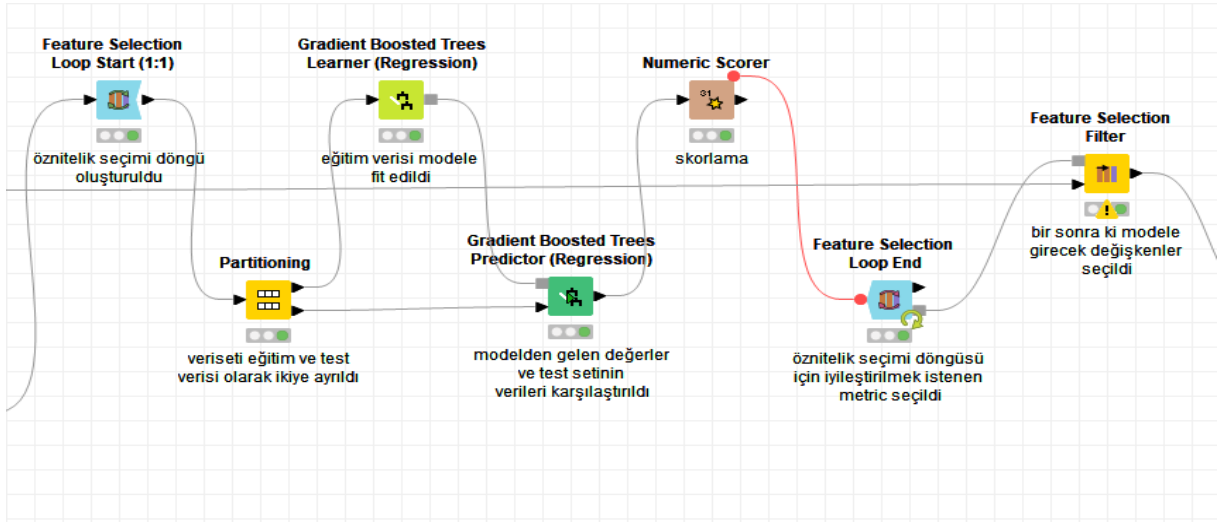 Feature Selection
Loop Start (1:1)
öznitelik seçimi döngü
oluşturuldu
Gradient Boosted Trees
Learner (Regression)
eğitim verisi modele
fit edildi
Partitioning
veriseti eğitim ve test
verisi olarak ikiye ayrıldı
Gradient Boosted Trees
Predictor (Regression)
modelden gelen değerler
ve test setinin
verileri karşılaştırıldı
Numeric Scorer
31
skorlama
Feature Selection
Loop End
öznitelik seçimi döngüsü
için iyileştirilmek istenen
metric seçildi
Feature Selection
Filter
!
bir sonra ki modele
girecek değişkenler
seçildi